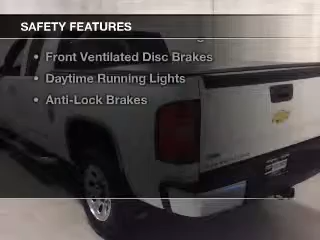 SAFETY FEATURES
• Front Ventilated Disc Brakes
• Daytime Running Lights
• Anti-Lock Brakes